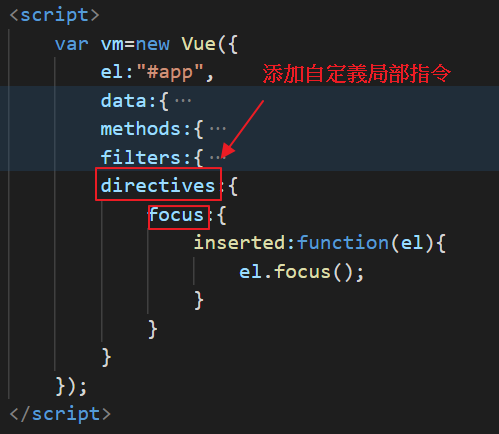 <script>
var vm=new Vue({
el:"#app",
添加自定義局部指令
data:{ ···
methods:{ ···
filters:{ ···
directives:{
focus:{
inserted:function(el){
el.focus();
}
}
}
});
</script>